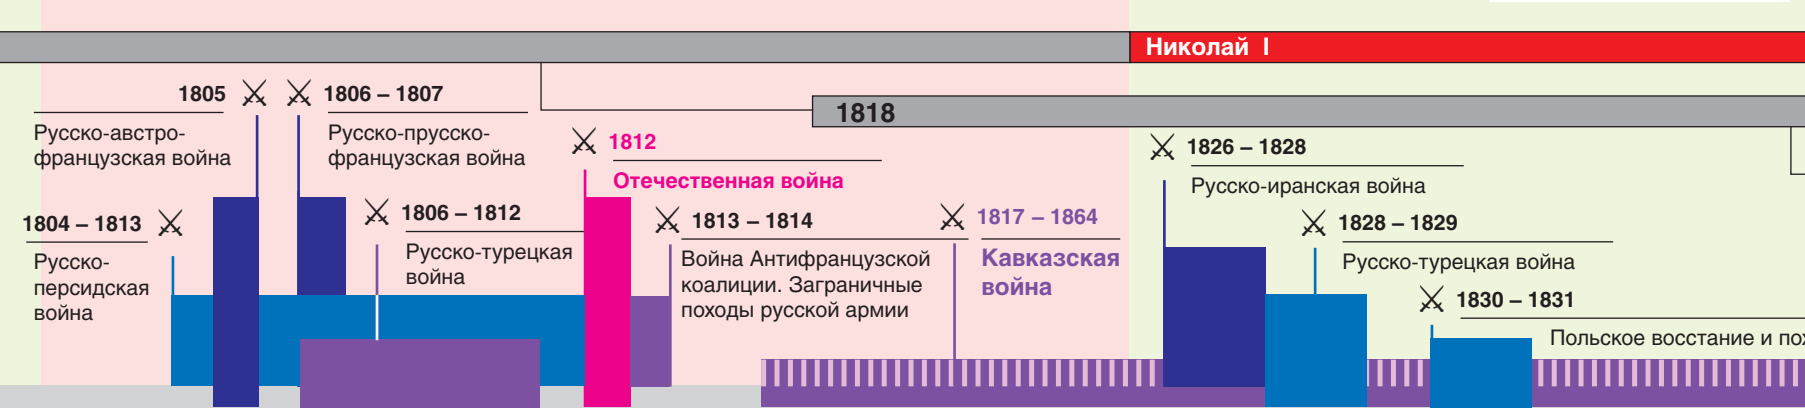 Николай I
1805
1806 – 1807
Русско-австро-
французская война
Русско-прусско-
французская война
1818
1812
Отечественная война
1826 – 1828
Русско-иранская война
1804 – 1813
Русско-
персидская
война
1806 – 1812
Русско-турецкая
война
1813 – 1814
Война Антифранцузской
коалиции. Заграничные
походы русской армии
1817 – 1864
Кавказская
война
1828 – 1829
Русско-турецкая война
1830 – 1831
Польское восстание и